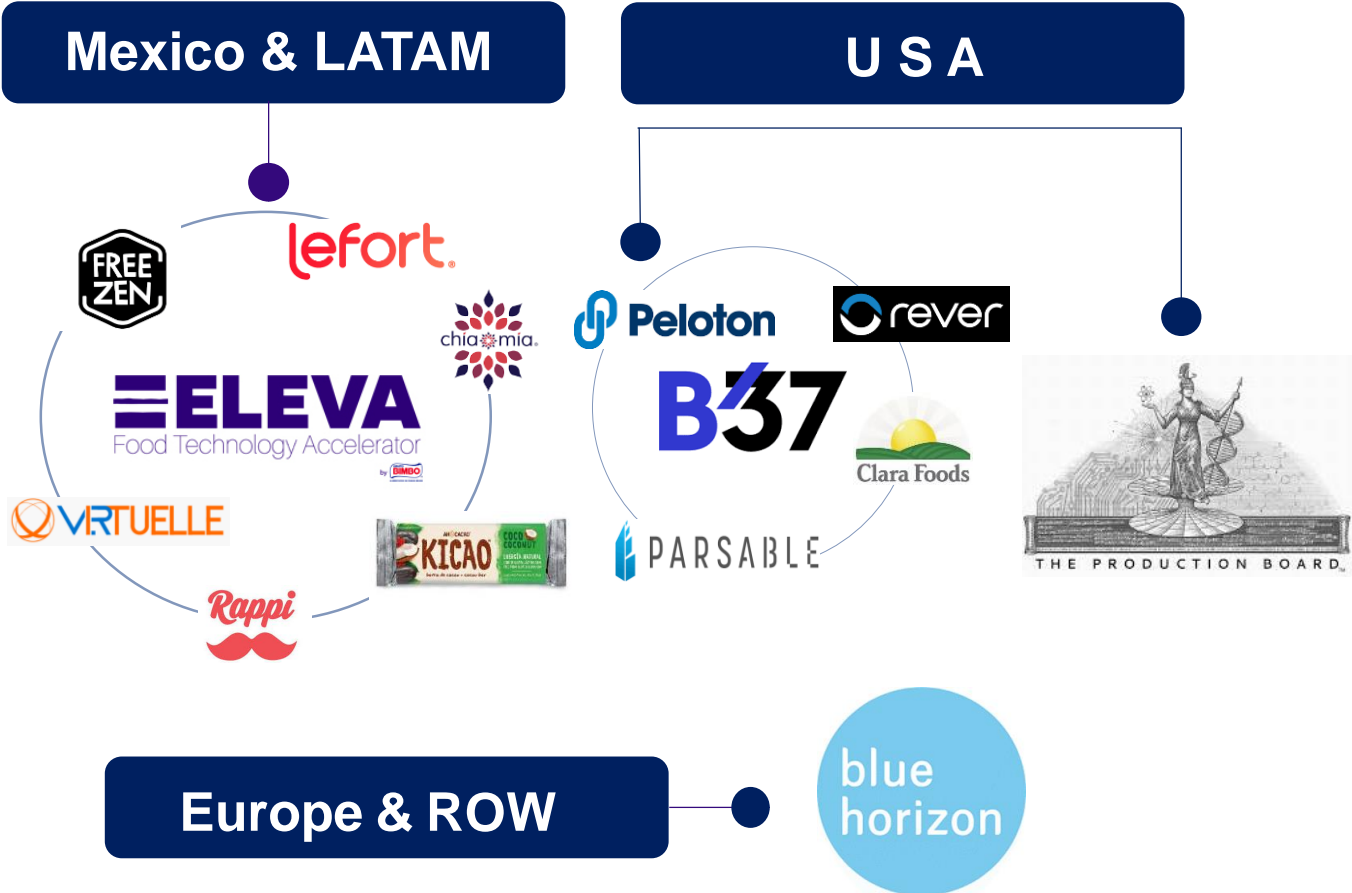 Mexico & LATAM
U S A
FREE
ZEN
lefort.®
chia mia®
Peloton
rever
ELEVA
Food Technology Accelerator
by BIMBO
B37
Clara Foods
VIRTUELLE
KICAO
COCO
COCONUT
PARSABLE
THE PRODUCTION BOARD™
Rappi
Europe & ROW
blue
horizon